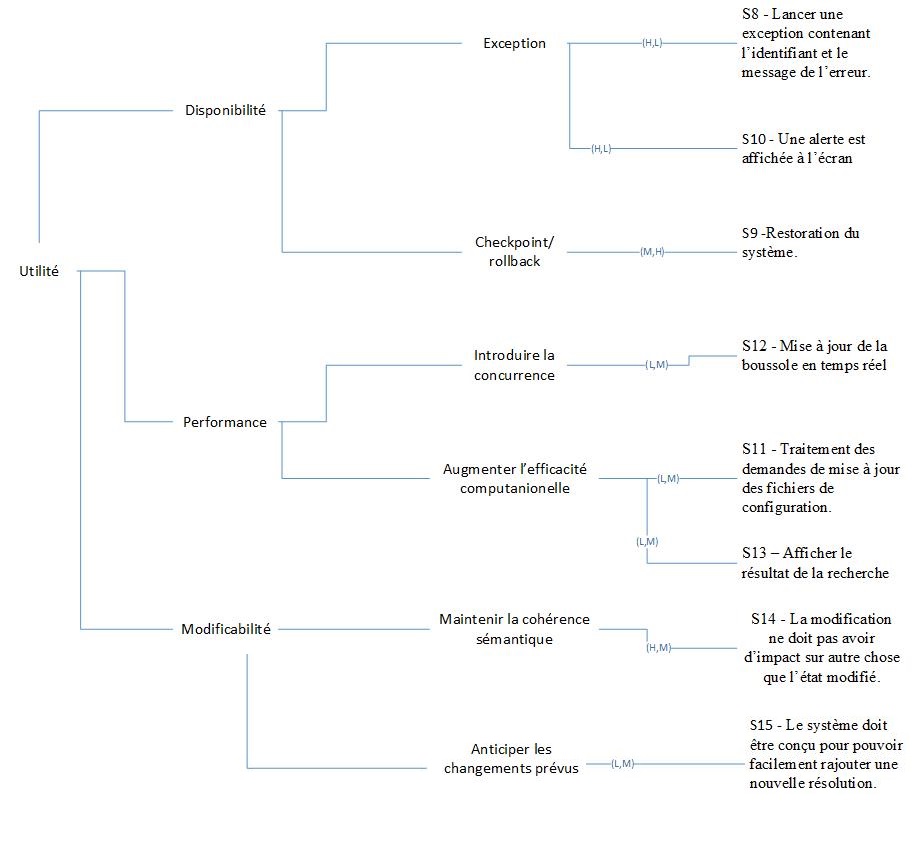 Utilité
Disponibilité
Exception
(H,L)
S8 - Lancer une
exception contenant
l’identifiant et le
message de l’erreur.
(H,L)
S10 - Une alerte est
affichée à l’écran
Checkpoint/
rollback
(M,H)
S9 -Restoration du
système.
Performance
Introduire la
concurrence
(L,M)
S12 - Mise à jour de la
boussole en temps réel
Augmenter l’efficacité
computanionelle
(L,M)
S11 - Traitement des
demandes de mise à jour
des fichiers de
configuration.
(L,M)
S13 – Afficher le
résultat de la recherche
Modificabilité
Maintenir la cohérence
sémantique
(H,M)
S14 - La modification
ne doit pas avoir
d’impact sur autre chose
que l’état modifié.
Anticiper les
changements prévus
(L,M)
S15 - Le système doit
être conçu pour pouvoir
facilement rajouter une
nouvelle résolution.